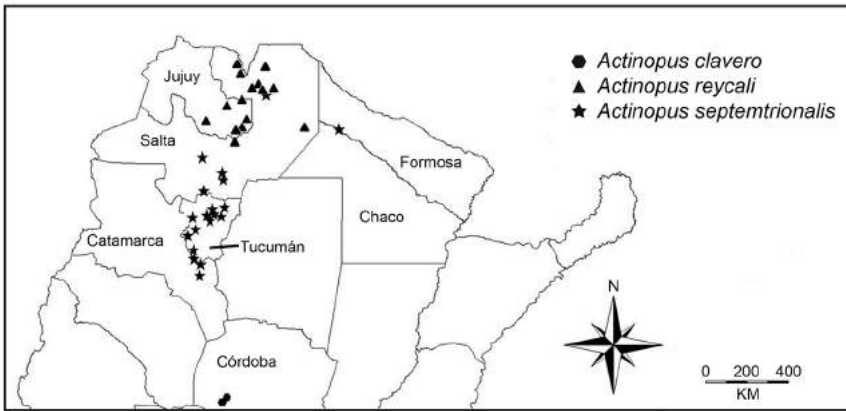 Actinopus clavero
Actinopus reycali
Actinopus septemtrionalis
Jujuy
Salta
Formosa
Chaco
Catamarca
Tucumán
Córdoba
N
0 200 400
KM